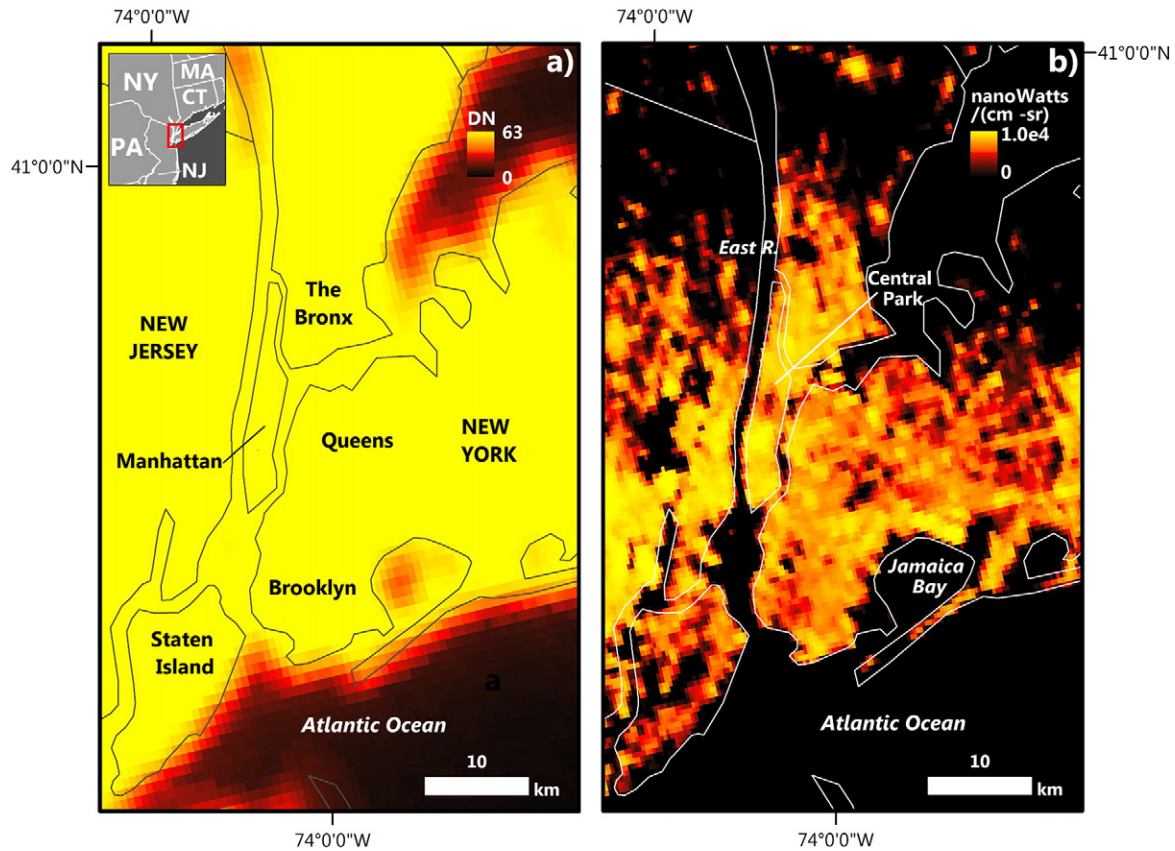 74°0'0"W
74°0'0"W
41°0'0"N
41°0'0"N
a)
NY
MA
CT
PA
NJ
DN
63
0
The
Bronx
NEW
JERSEY
Manhattan
Queens
NEW
YORK
Brooklyn
Staten
Island
a
Atlantic Ocean
10
km
74°0'0"W
b)
nanoWatts
/(cm -sr)
1.0e4
0
East R.
Central
Park
Jamaica
Bay
Atlantic Ocean
10
km
74°0'0"W